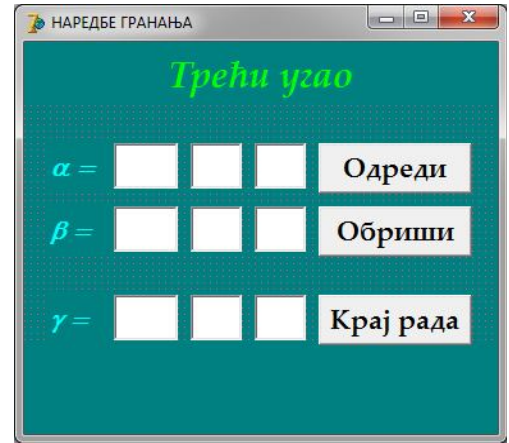 НАРЕДБЕ ГРАНАЊА
Трећи угао
α = Одреди
β = Обриши
γ = Крај рада